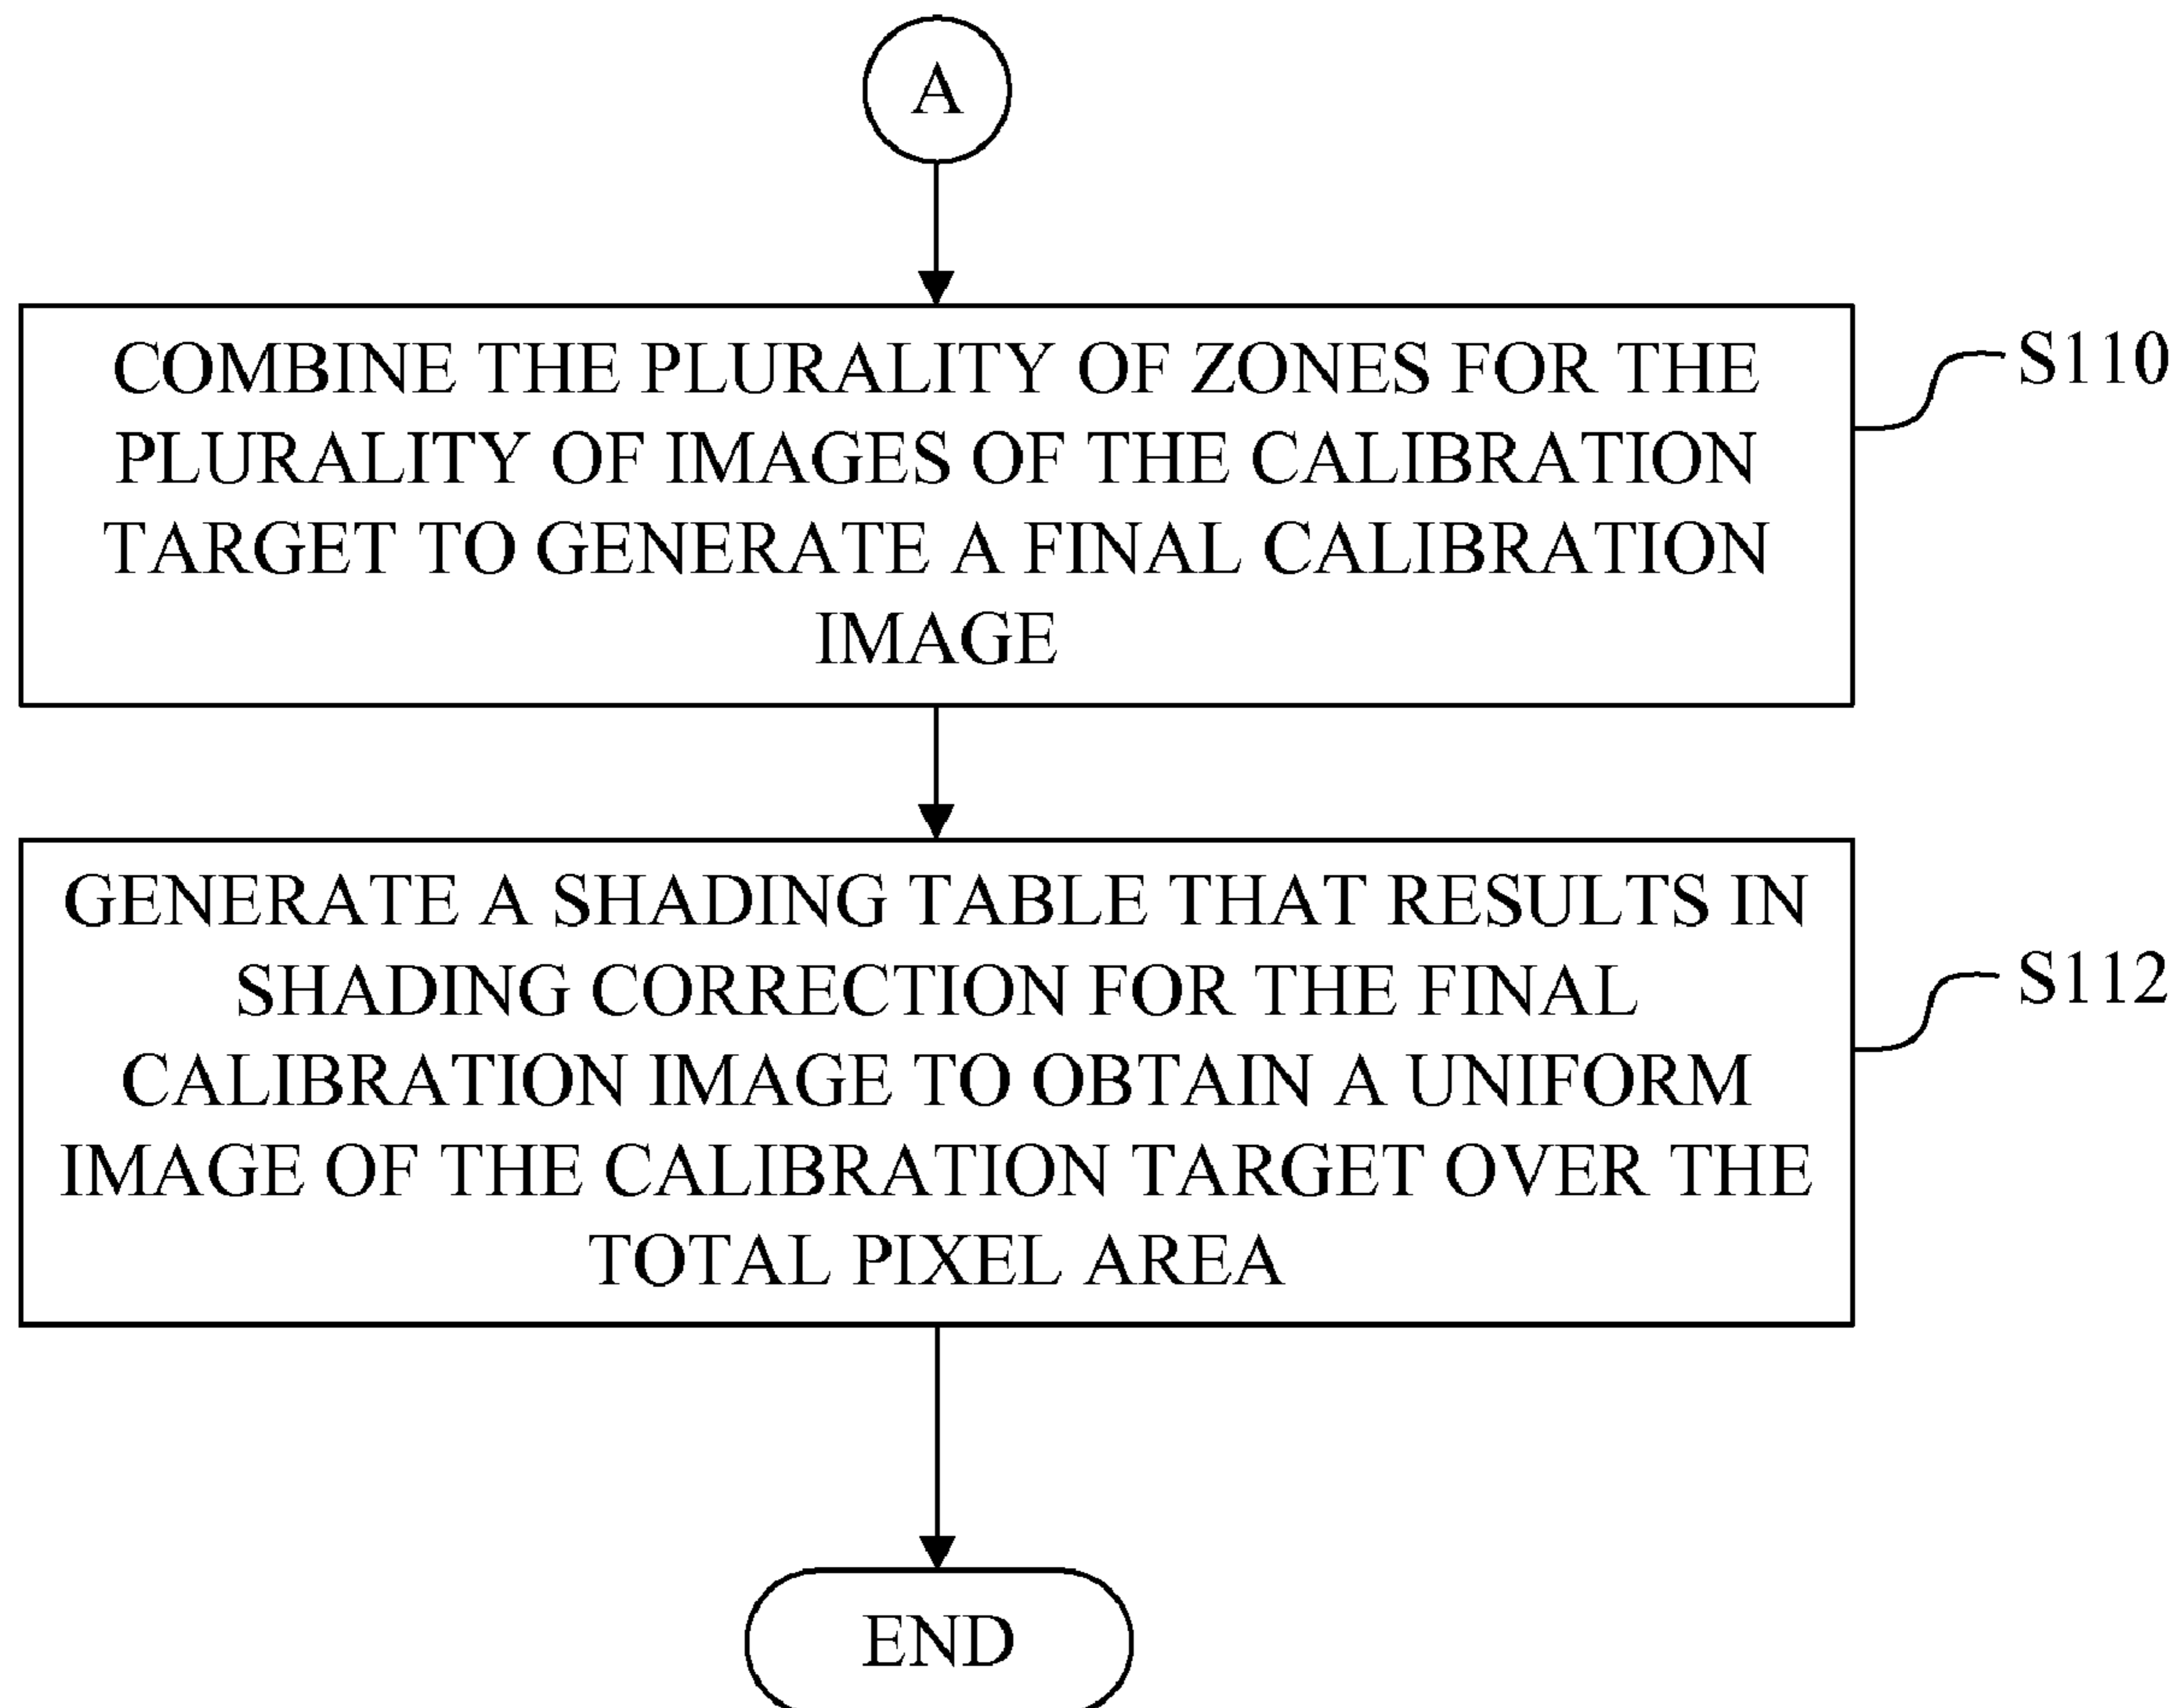 A
COMBINE THE PLURALITY OF ZONES FOR THE
PLURALITY OF IMAGES OF THE CALIBRATION
TARGET TO GENERATE A FINAL CALIBRATION
IMAGE
S110
GENERATE A SHADING TABLE THAT RESULTS IN
SHADING CORRECTION FOR THE FINAL
CALIBRATION IMAGE TO OBTAIN A UNIFORM
IMAGE OF THE CALIBRATION TARGET OVER THE
TOTAL PIXEL AREA
S112
END